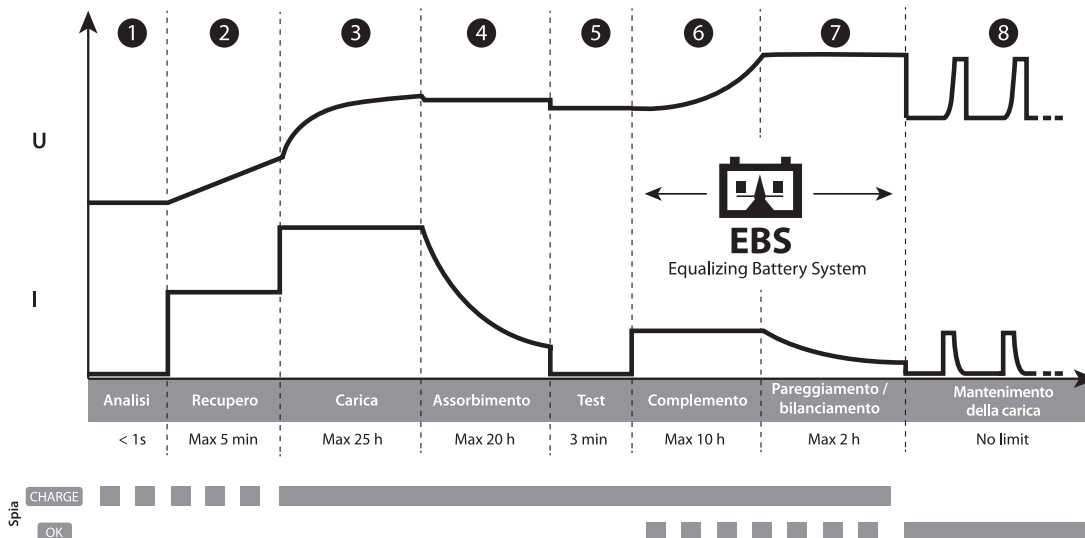 1 2 3 4 5 6 7 8
U
EBS
Equalizing Battery System
I
Analisi Recupero Carica Assorbimento Test Complemento Pareggiamento / bilanciamento Mantenimento della carica
< 1s Max 5 min Max 25 h Max 20 h 3 min Max 10 h Max 2 h No limit
Spia
CHARGE
OK